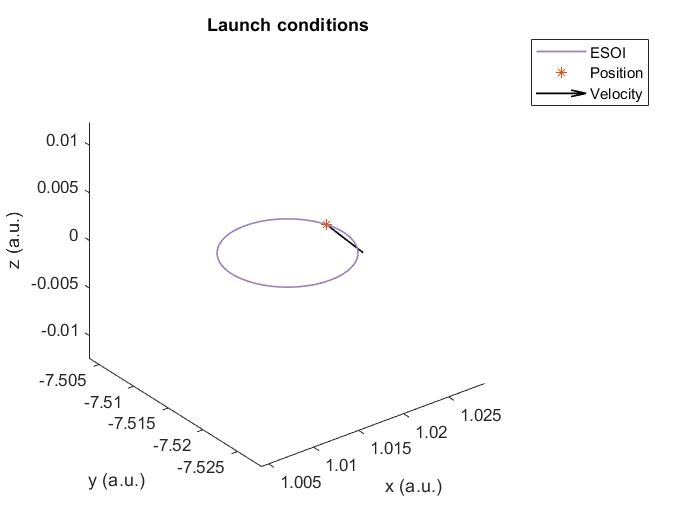 Launch conditions
ESOI
Position
Velocity
0.01
0.005
0
-0.005
-0.01
z (a.u.)
-7.505
-7.51
-7.515
-7.52
-7.525
y (a.u.)
1.005
1.01
1.015
1.02
1.025
x (a.u.)